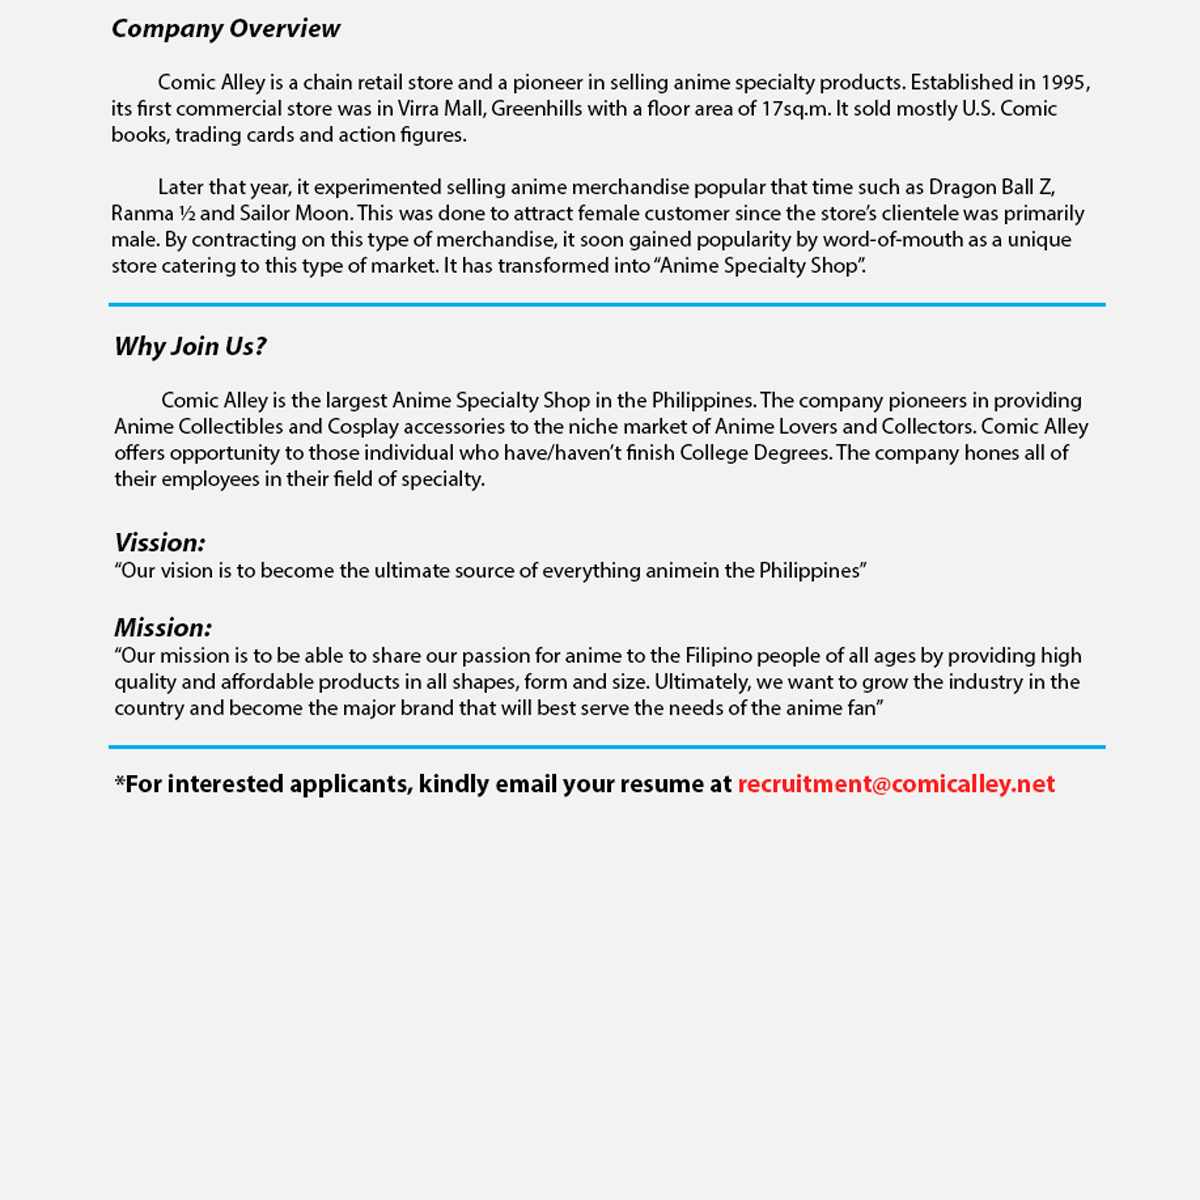 Company Overview
Comic Alley is a chain retail store and a pioneer in selling anime specialty products. Established in 1995,
its first commercial store was in Virra Mall, Greenhills with a floor area of 17sq.m. It sold mostly U.S. Comic
books, trading cards and action figures.
Later that year, it experimented selling anime merchandise popular that time such as Dragon Ball Z,
Ranma ½ and Sailor Moon. This was done to attract female customer since the store’s clientele was primarily
male. By contracting on this type of merchandise, it soon gained popularity by word-of-mouth as a unique
store catering to this type of market. It has transformed into “Anime Specialty Shop”.
Why Join Us?
Comic Alley is the largest Anime Specialty Shop in the Philippines. The company pioneers in providing
Anime Collectibles and Cosplay accessories to the niche market of Anime Lovers and Collectors. Comic Alley
offers opportunity to those individual who have/haven’t finish College Degrees. The company hones all of
their employees in their field of specialty.
Vission:
“Our vision is to become the ultimate source of everything animein the Philippines”
Mission:
“Our mission is to be able to share our passion for anime to the Filipino people of all ages by providing high
quality and affordable products in all shapes, form and size. Ultimately, we want to grow the industry in the
country and become the major brand that will best serve the needs of the anime fan”
*For interested applicants, kindly email your resume at recruitment@comicalley.net